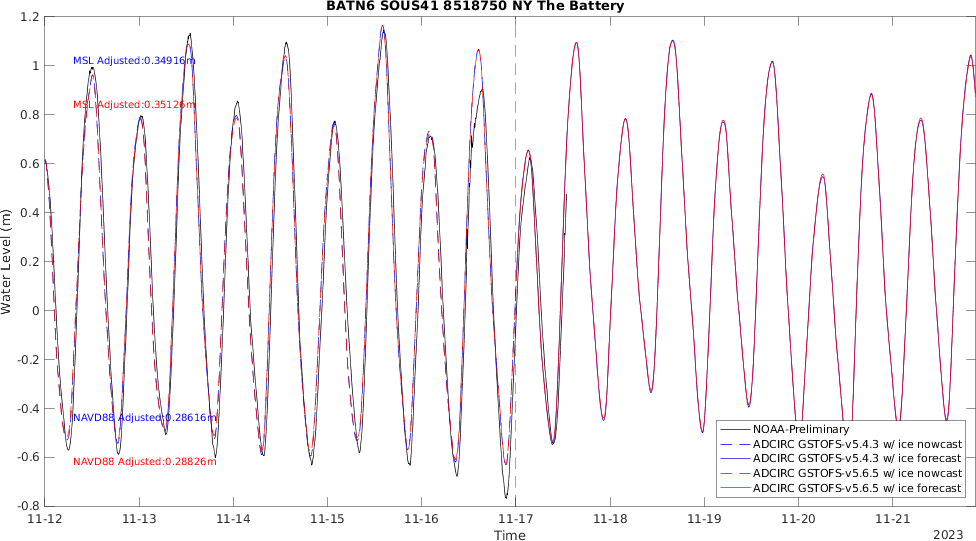 BATN6 SOUS41 8518750 NY The Battery
1.2
1
0.8
0.6
0.4
0.2
0
-0.2
-0.4
-0.6
-0.8
Water Level (m)
MSL Adjusted:0.34916m
MSL Adjusted:0.35126m
NAVD88 Adjusted:0.28616m
NAVD88 Adjusted:0.28826m
NOAA-Preliminary
ADCIRC GSTOFS-v5.4.3 w/ ice nowcast
ADCIRC GSTOFS-v5.4.3 w/ ice forecast
ADCIRC GSTOFS-v5.6.5 w/ ice nowcast
ADCIRC GSTOFS-v5.6.5 w/ ice forecast
11-12 11-13 11-14 11-15 11-16 11-17 11-18 11-19 11-20 11-21
Time
2023